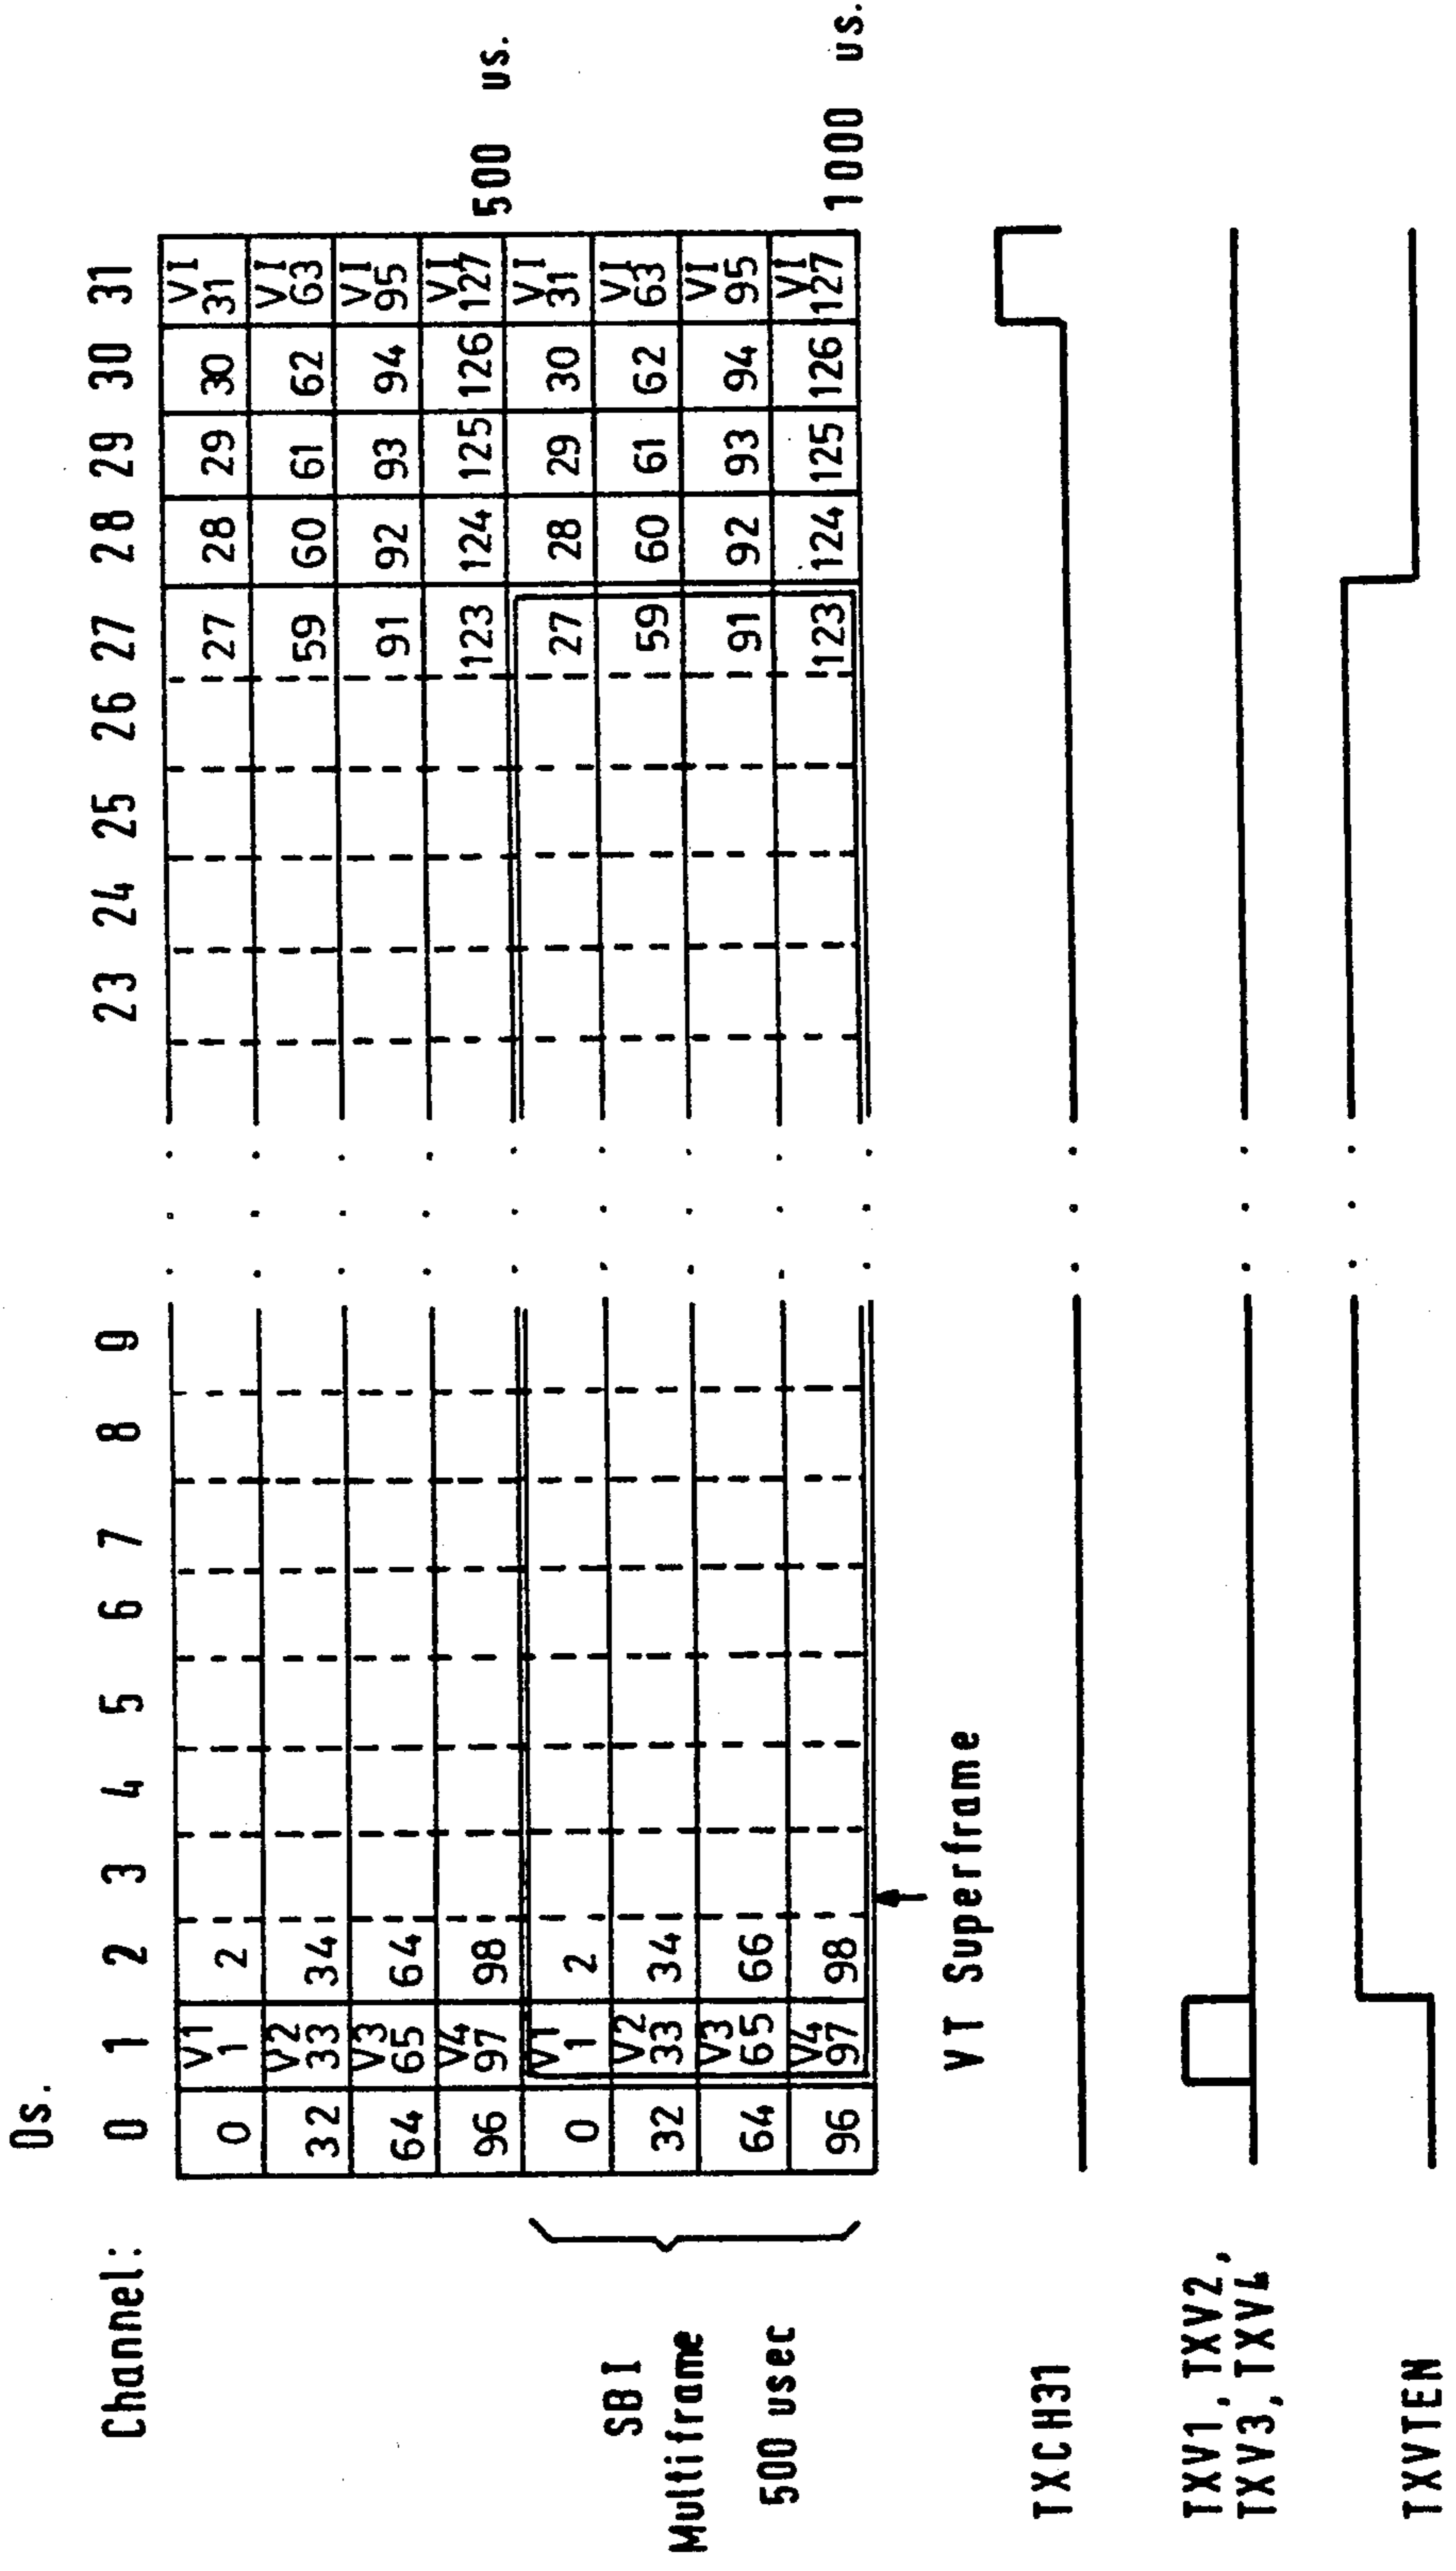 0s.
Channel: 0 1 2 3 4 5 6 7 8 9 23 24 25 26 27 28 29 30 31
V1 1 2 27 28 29 30 VI 31
V2 32 33 34 59 60 61 62 VI 63
V3 64 65 64 91 92 93 94 VI 95
V4 96 97 98 123 124 125 126 VI 127
500 us.
V1 0 1 2 27 28 29 30 VI 31
V2 32 33 34 59 60 61 62 VI 63
V3 64 65 66 91 92 93 94 VI 95
V4 96 97 98 123 124 125 126 VI 127
1000 us.
SBI
Multiframe
500 usec
VT Superframe
TXCH31
TXV1, TXV2,
TXV3, TXV4
TXVTEN